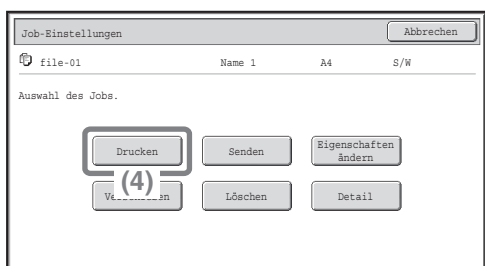 Job-Einstellungen Abbrechen
file-01 Name 1 A4 S/W
Auswahl des Jobs.
Drucken Senden Eigenschaften ändern
(4)
Löschen Detail